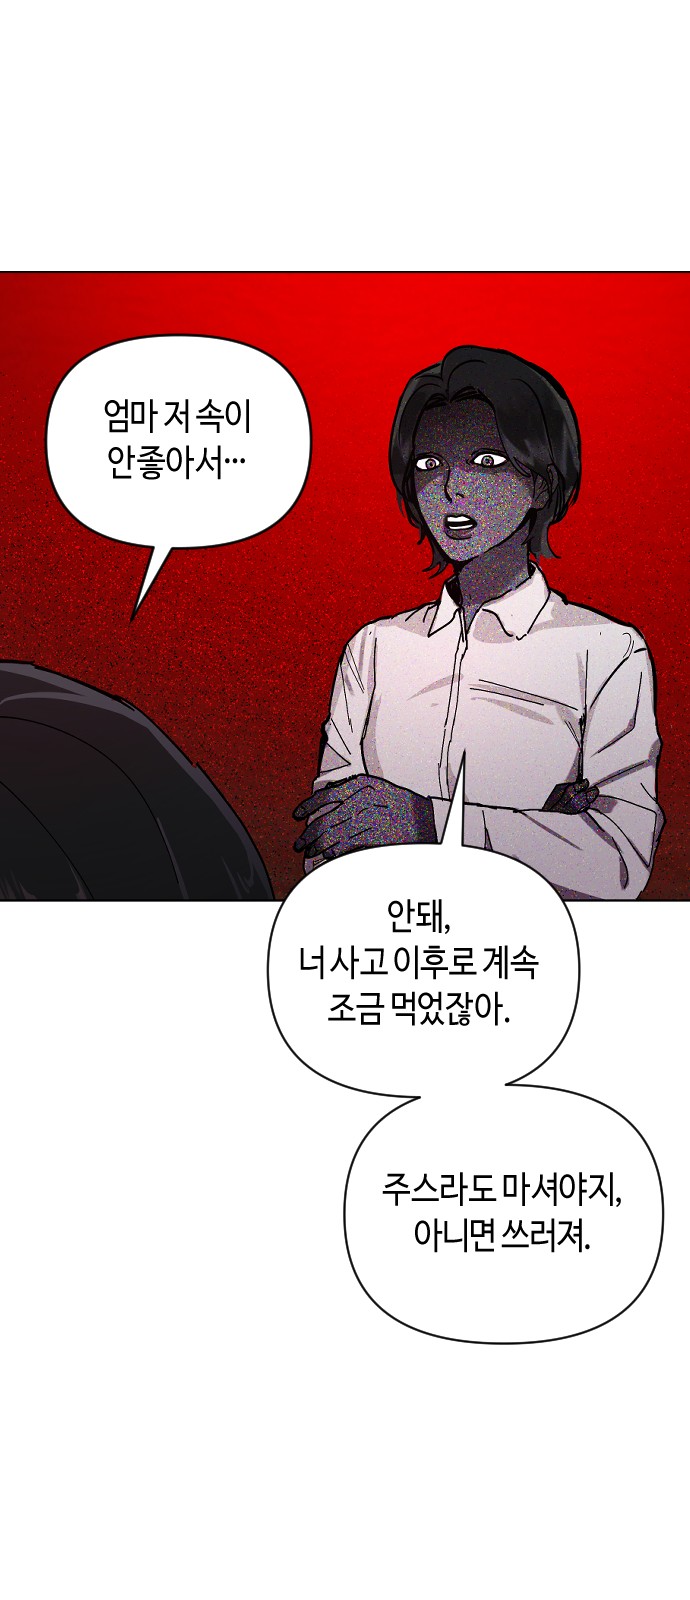 엄마 저 속이
안좋아서…
안돼,
너 사고 이후로 계속
조금 먹었잖아.
주스라도 마셔야지,
아니면 쓰러져.